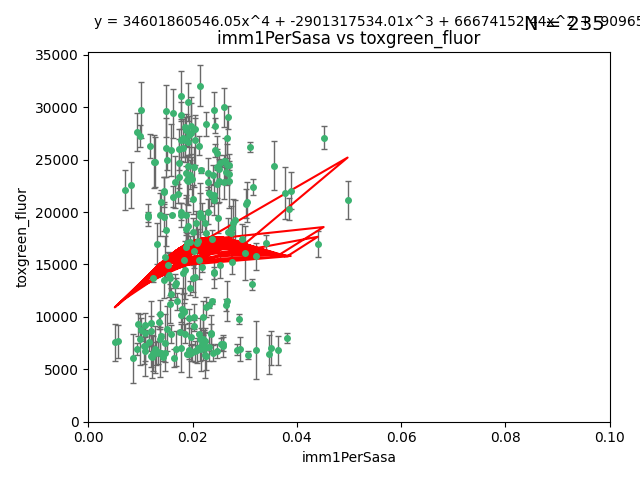 y = 34601860546.05x^4 + -2901317534.01x^3 +
N = 235
imm1PerSasa vs toxgreen_fluor
35000
30000
25000
20000
15000
10000
5000
0
toxgreen_fluor
0.00 0.02 0.04 0.06 0.08 0.10
imm1PerSasa